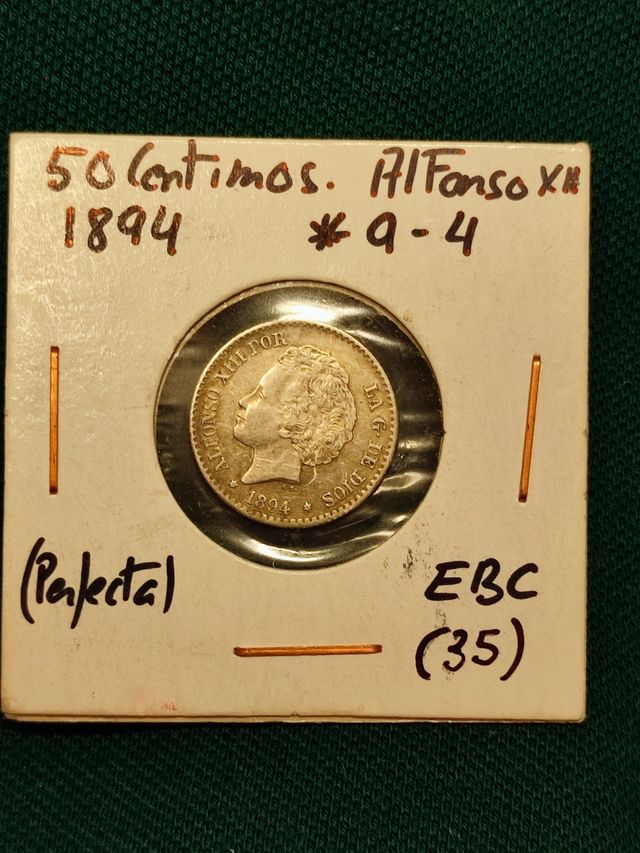 50 Centimos. Alfonso XIII
1894 * 9-4
ALFONSO XIII POR LA G. DE DIOS
* 1894 *
(Perfecta) EBC
(35)